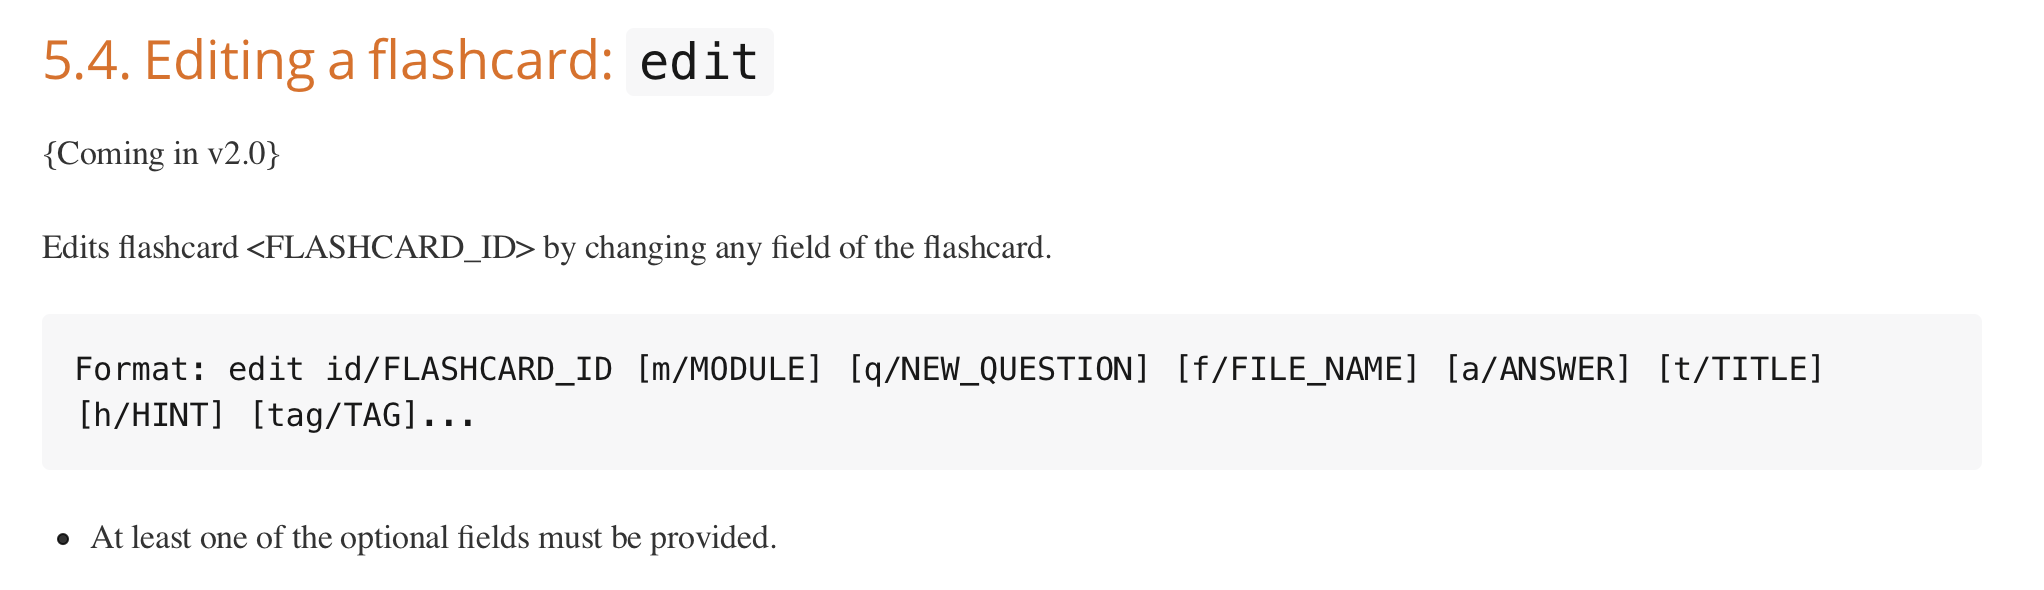 5.4. Editing a flashcard: edit
{Coming in v2.0}
Edits flashcard <FLASHCARD_ID> by changing any field of the flashcard.
Format: edit id/FLASHCARD_ID [m/MODULE] [q/NEW_QUESTION] [f/FILE_NAME] [a/ANSWER] [t/TITLE]
[h/HINT] [tag/TAG]...
• At least one of the optional fields must be provided.